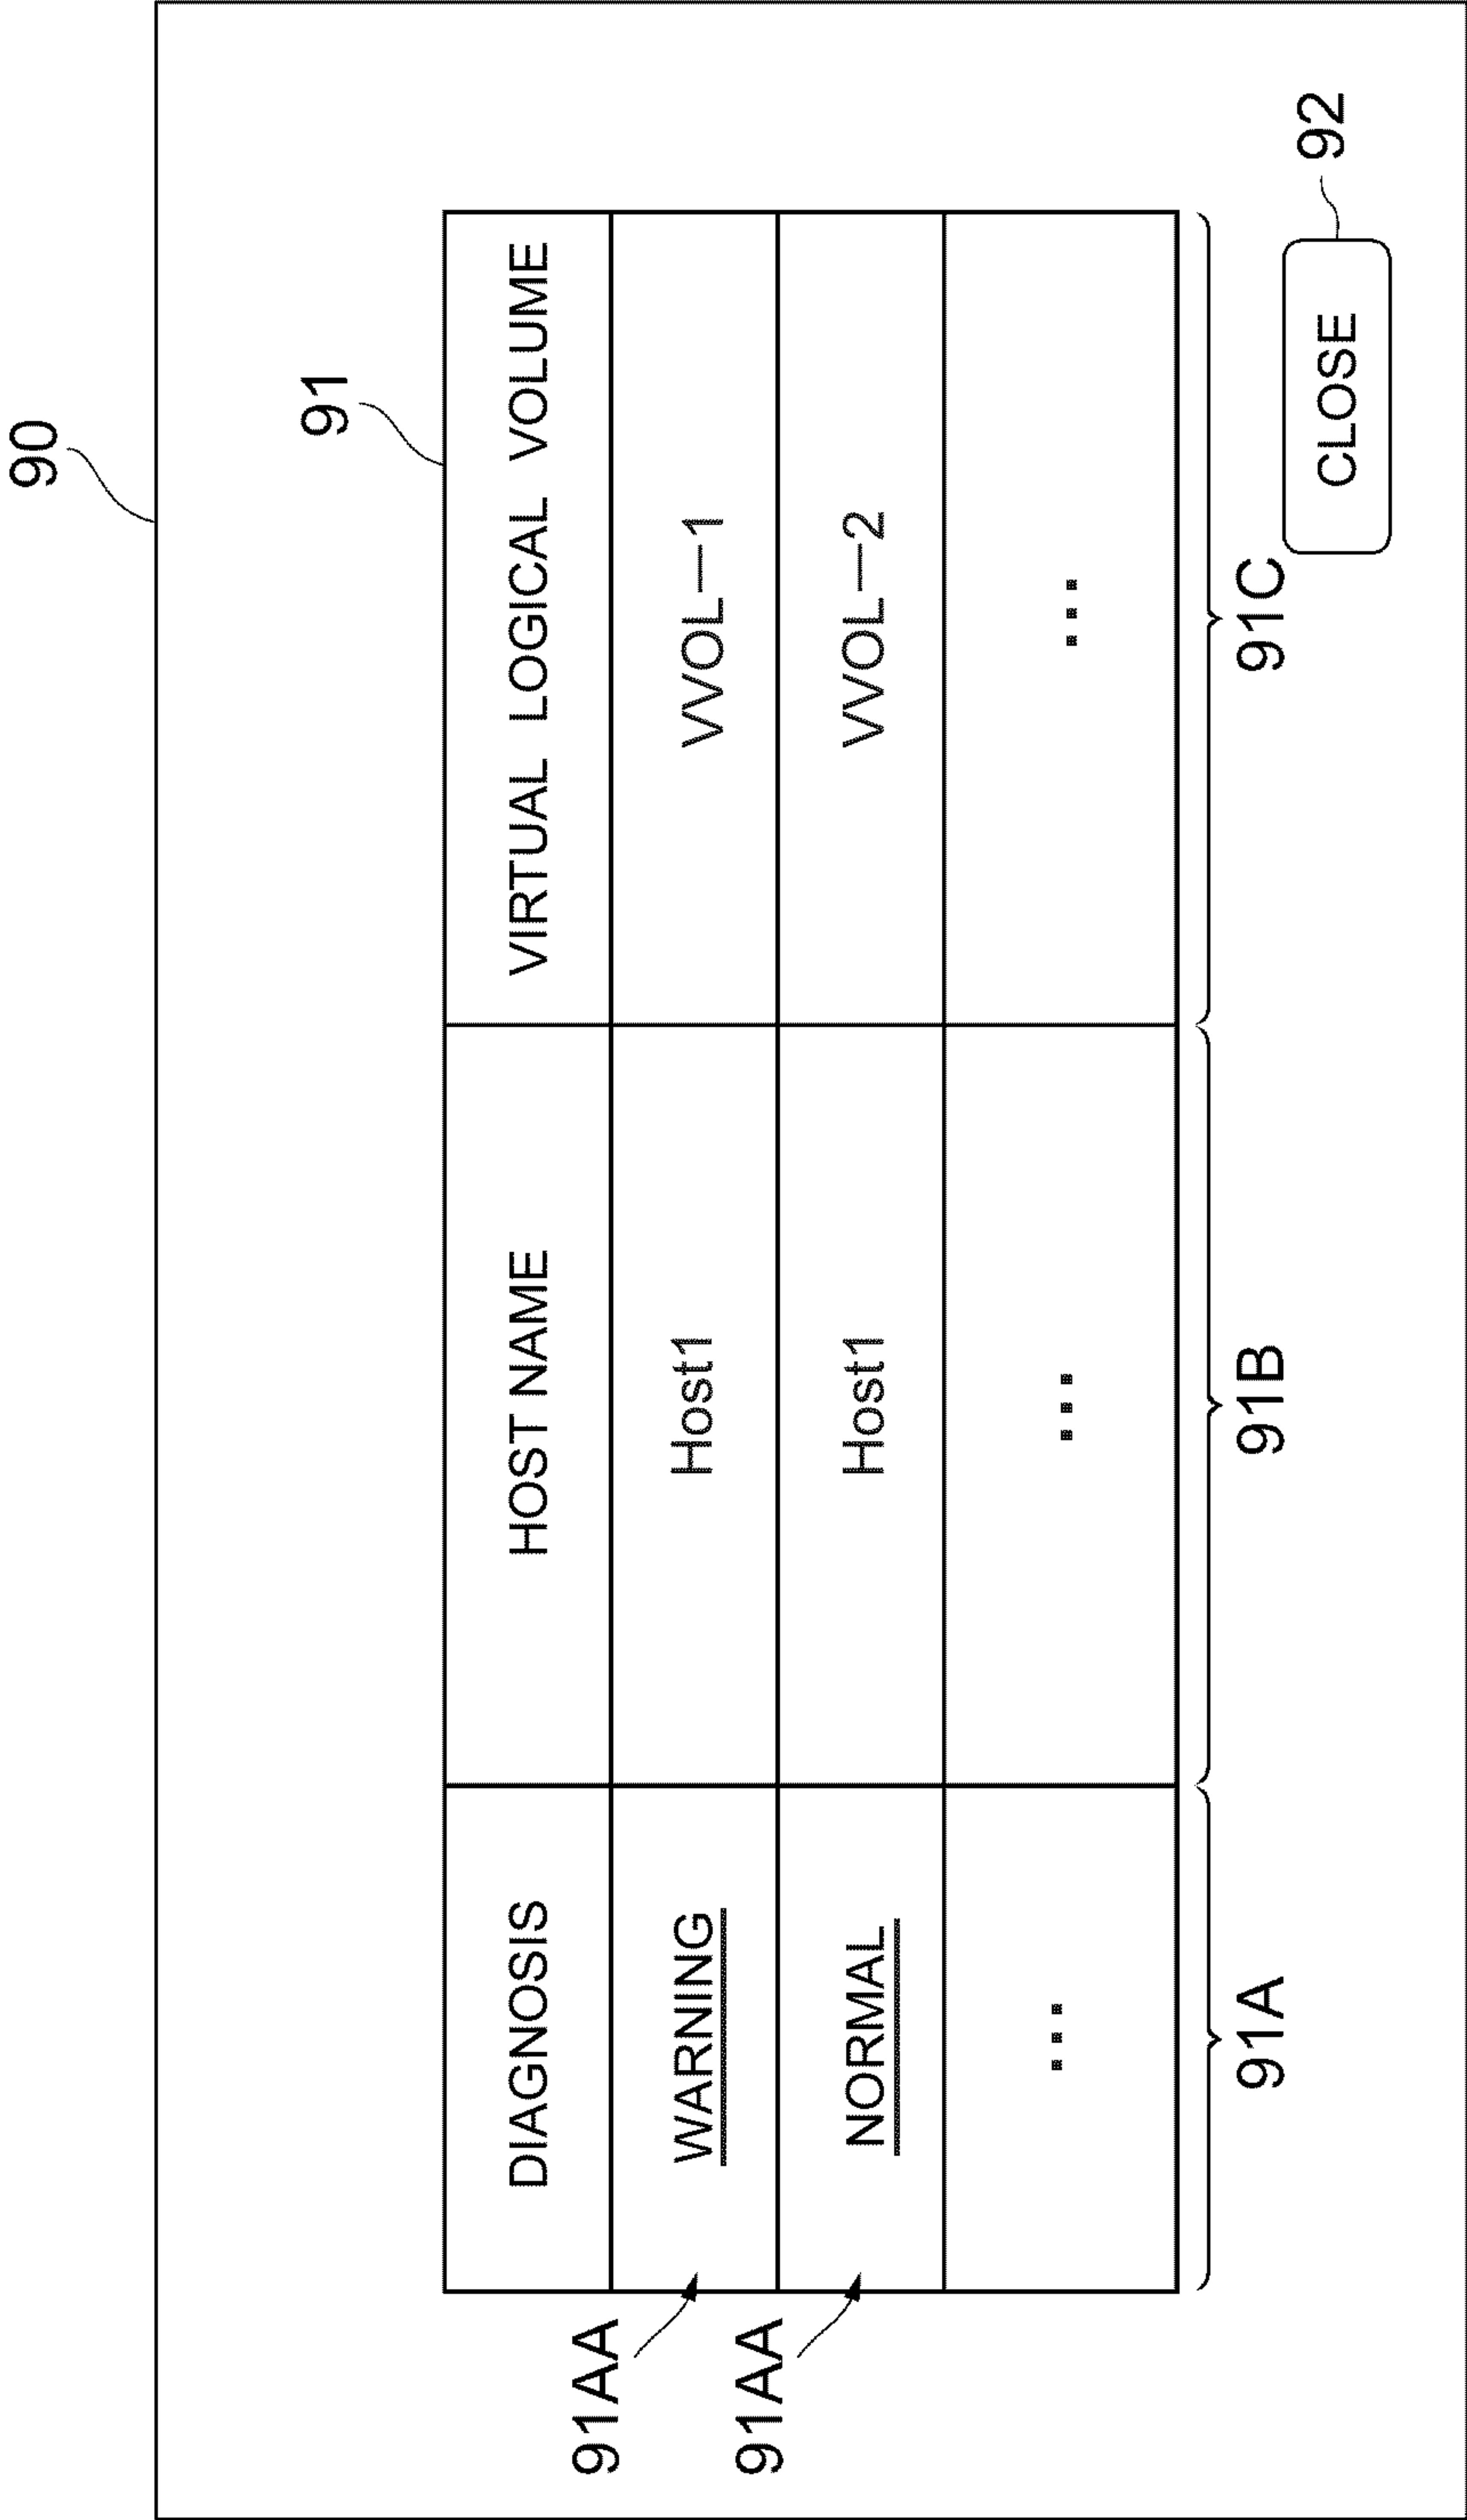 90
91
DIAGNOSIS HOST NAME VIRTUAL LOGICAL VOLUME
91AA WARNING Host1 VVOL—1
91AA NORMAL Host1 VVOL—2
... ... ...
91A 91B 91C
CLOSE 92